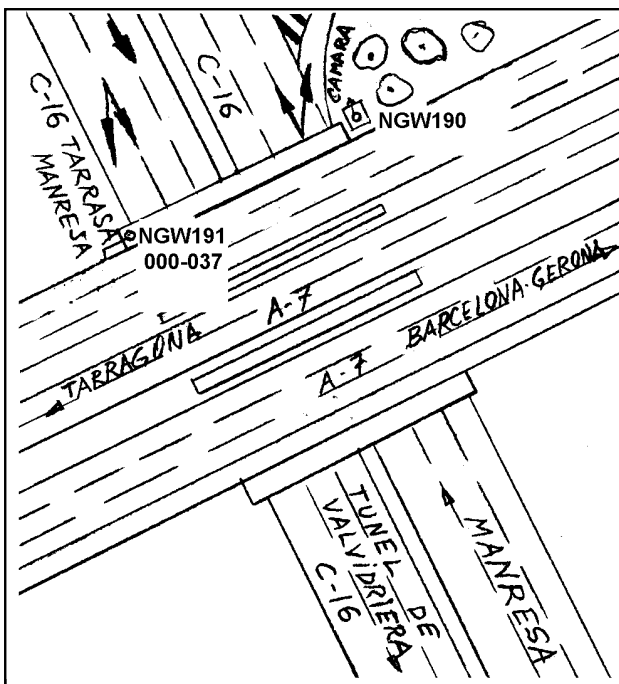 C-16 TARRASA
MANRESA
C-16
CAMARA
NGW190
NGW191
000-037
TARRAGONA
A-7
A-7
BARCELONA-GERONA
TUNEL DE
VALVIDRIERA
C-16
MANRESA